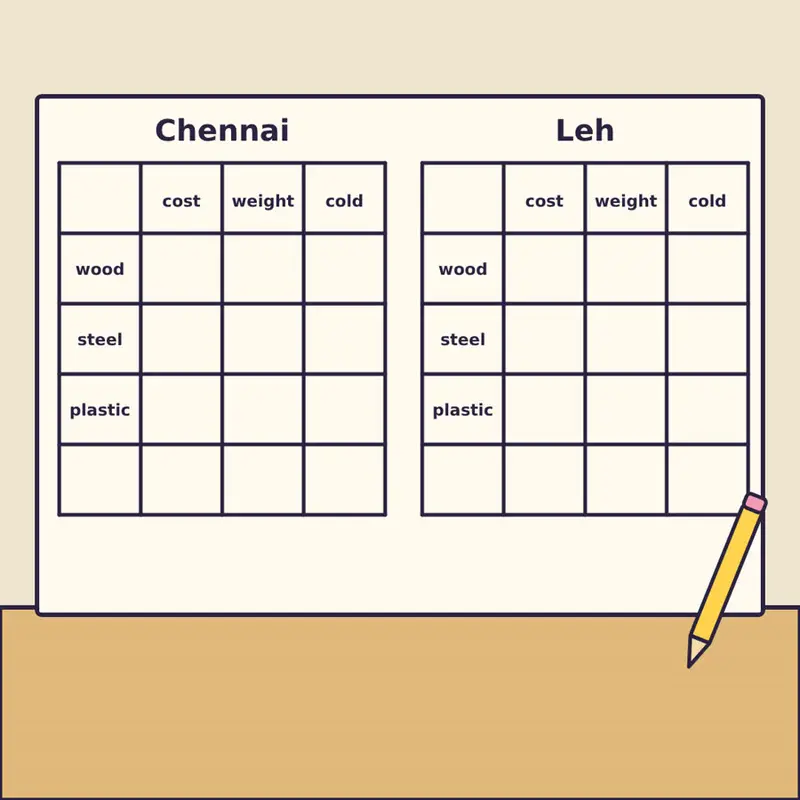 Chennai
cost weight cold
wood
steel
plastic
Leh
cost weight cold
wood
steel
plastic